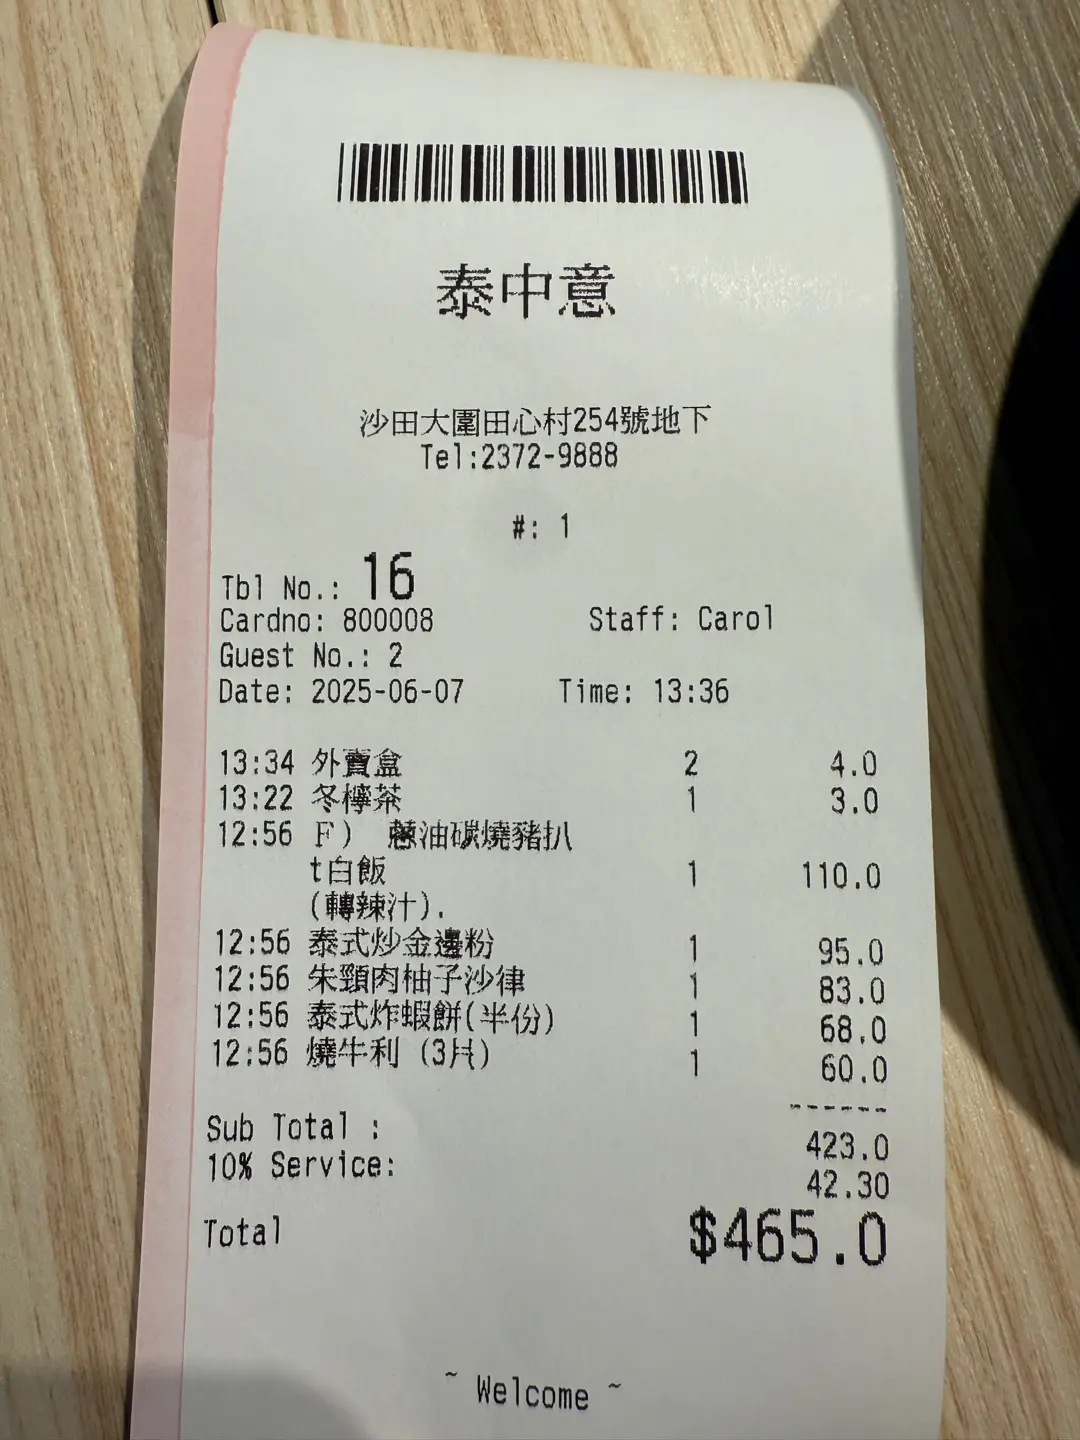 泰中意
沙田大圍田心村254號地下
Tel:2372-9888
#: 1
Tbl No.: 16
Cardno: 800008 Staff: Carol
Guest No.: 2
Date: 2025-06-07 Time: 13:36
13:34 外賣盒 2 4.0
13:22 冬檸茶 1 3.0
12:56 F) 蔥油碳燒豬扒
t白飯 1 110.0
(轉辣汁).
12:56 泰式炒金邊粉 1 95.0
12:56 朱頸肉柚子沙律 1 83.0
12:56 泰式炸蝦餅(半份) 1 68.0
12:56 燒牛利 (3片) 1 60.0
------
Sub Total : 423.0
10% Service: 42.30
Total $465.0
~ Welcome ~